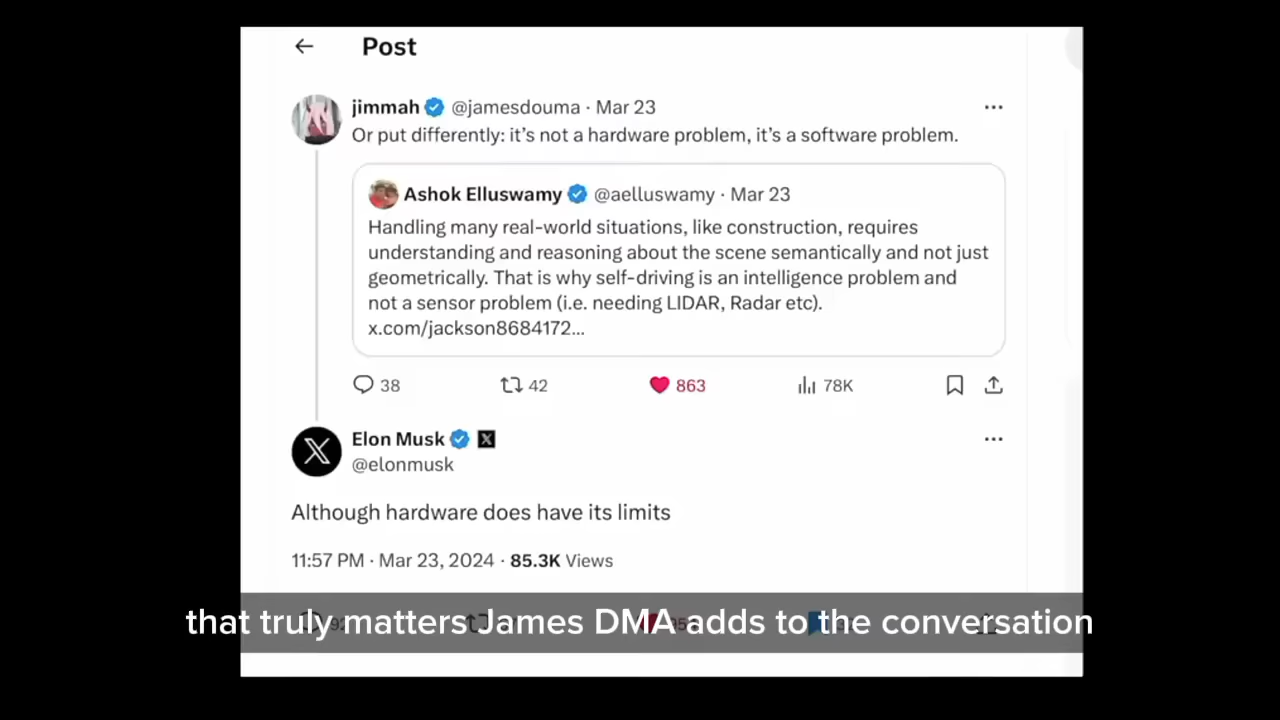 Post
jimmah @jamesdouma · Mar 23
Or put differently: it’s not a hardware problem, it’s a software problem.
Ashok Elluswamy @aelluswamy · Mar 23
Handling many real-world situations, like construction, requires
understanding and reasoning about the scene semantically and not just
geometrically. That is why self-driving is an intelligence problem and
not a sensor problem (i.e. needing LIDAR, Radar etc).
x.com/jackson8684172...
38 42 863 78K
Elon Musk
@elonmusk
Although hardware does have its limits
11:57 PM · Mar 23, 2024 · 85.3K Views
that truly matters James DMA adds to the conversation